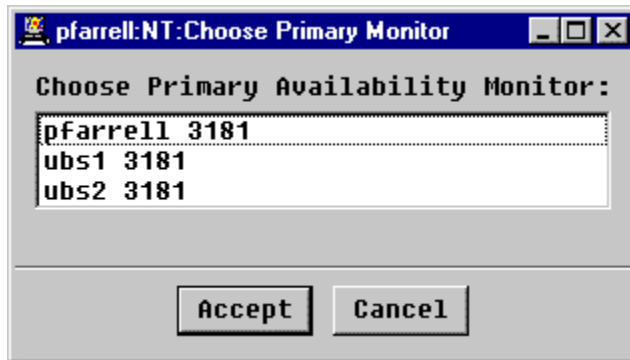 pfarrell:NT:Choose Primary Monitor
Choose Primary Availability Monitor:
pfarrell 3181
ubs1 3181
ubs2 3181
Accept Cancel